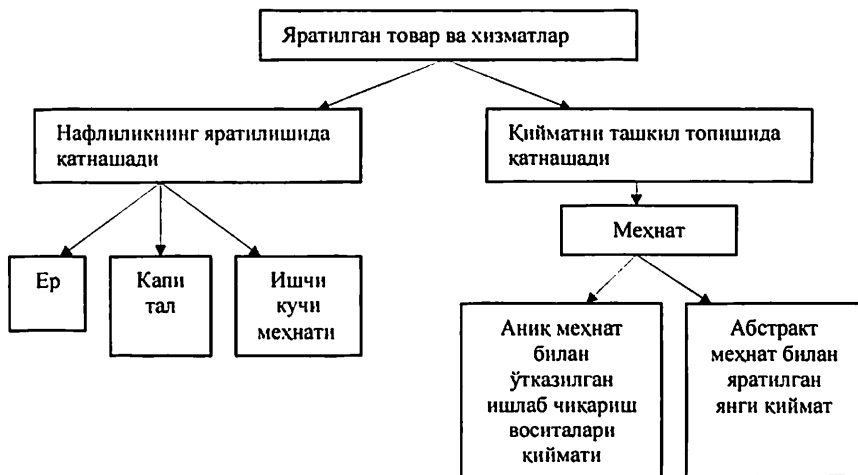 Яратилган товар ва хизматлар
Нафлиликнинг яратилишида
қатнашади
Қийматни ташкил топишида
қатнашади
Меҳнат
Ер
Капи
тал
Ишчи
кучи
меҳнати
Аниқ меҳнат
билан
ўтказилган
ишлаб чиқариш
воситалари
қиймати
Абстракт
меҳнат билан
яратилган
янги қиймат